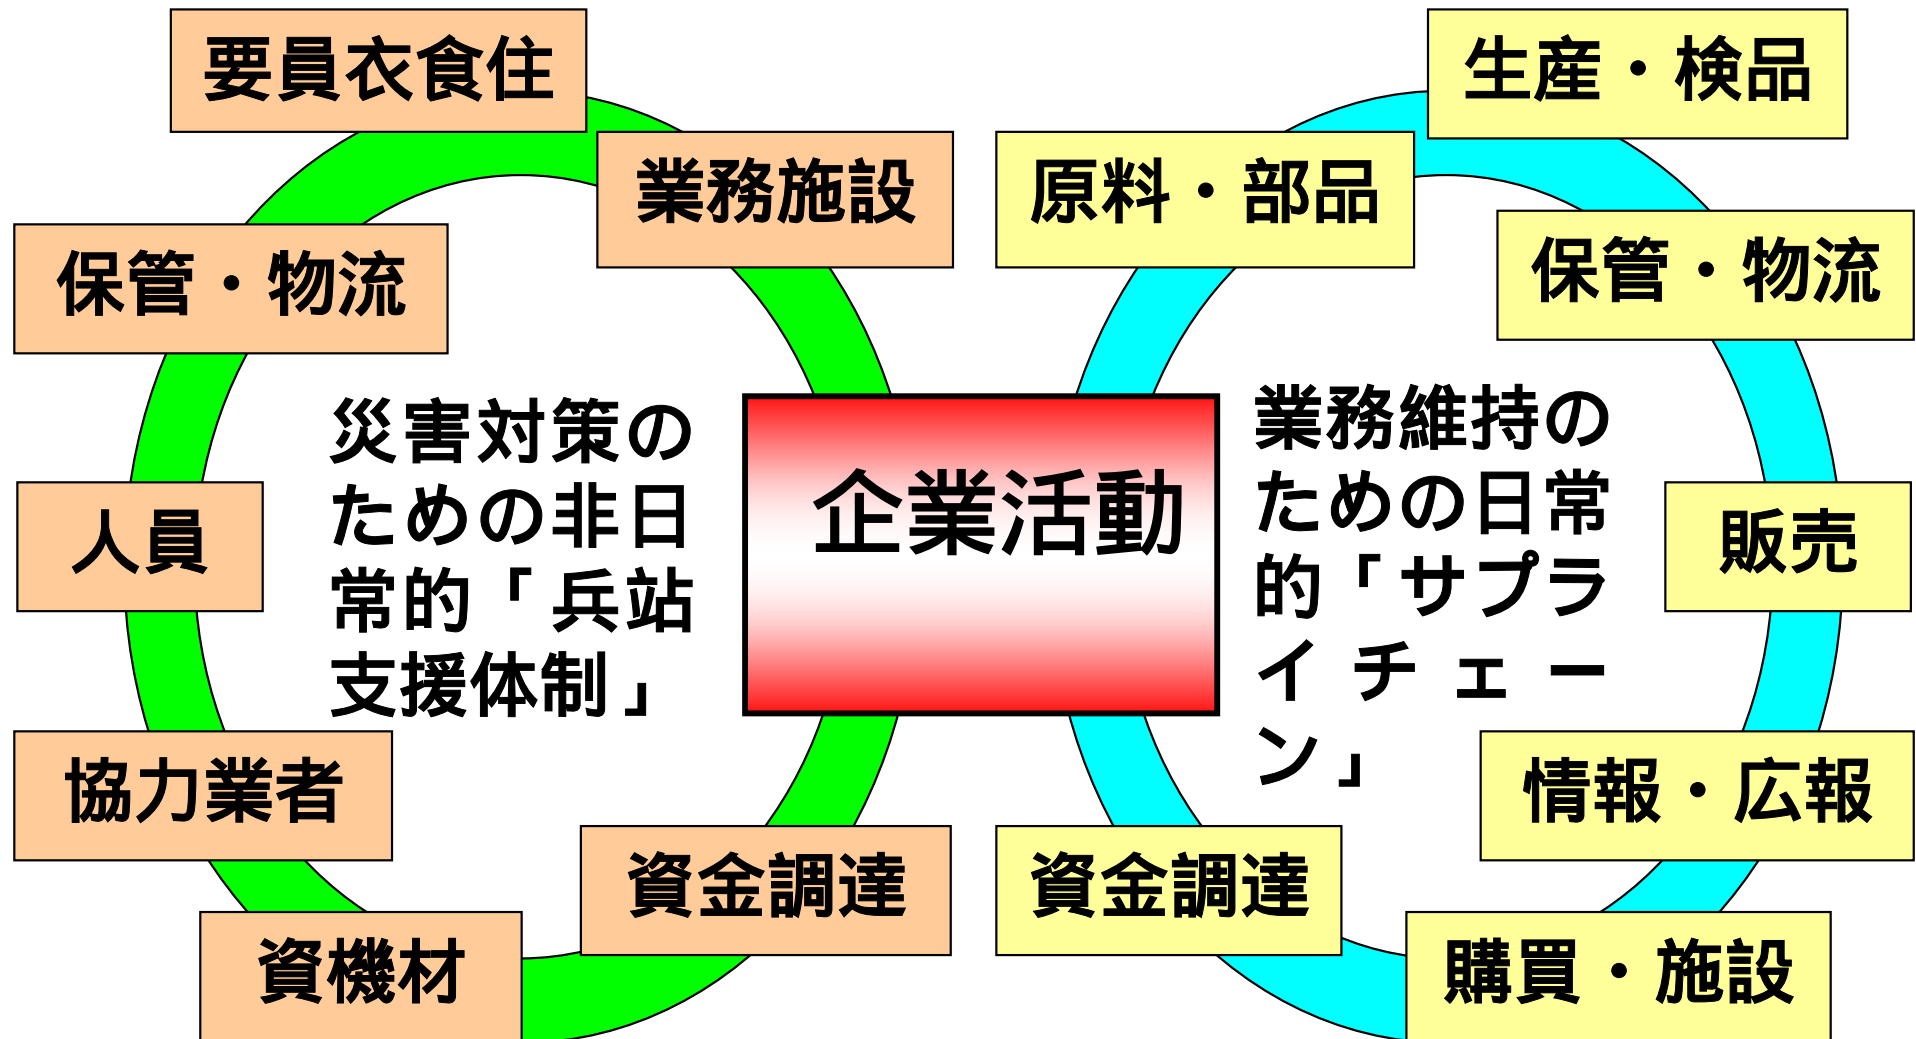 要員衣食住
業務施設
保管・物流
人員
協力業者
資機材
資金調達
災害対策の
ための非日
常的「兵站
支援体制」
企業活動
業務維持の
ための日常
的「サプラ
イチェー
ン」
生産・検品
原料・部品
保管・物流
販売
情報・広報
購買・施設
資金調達